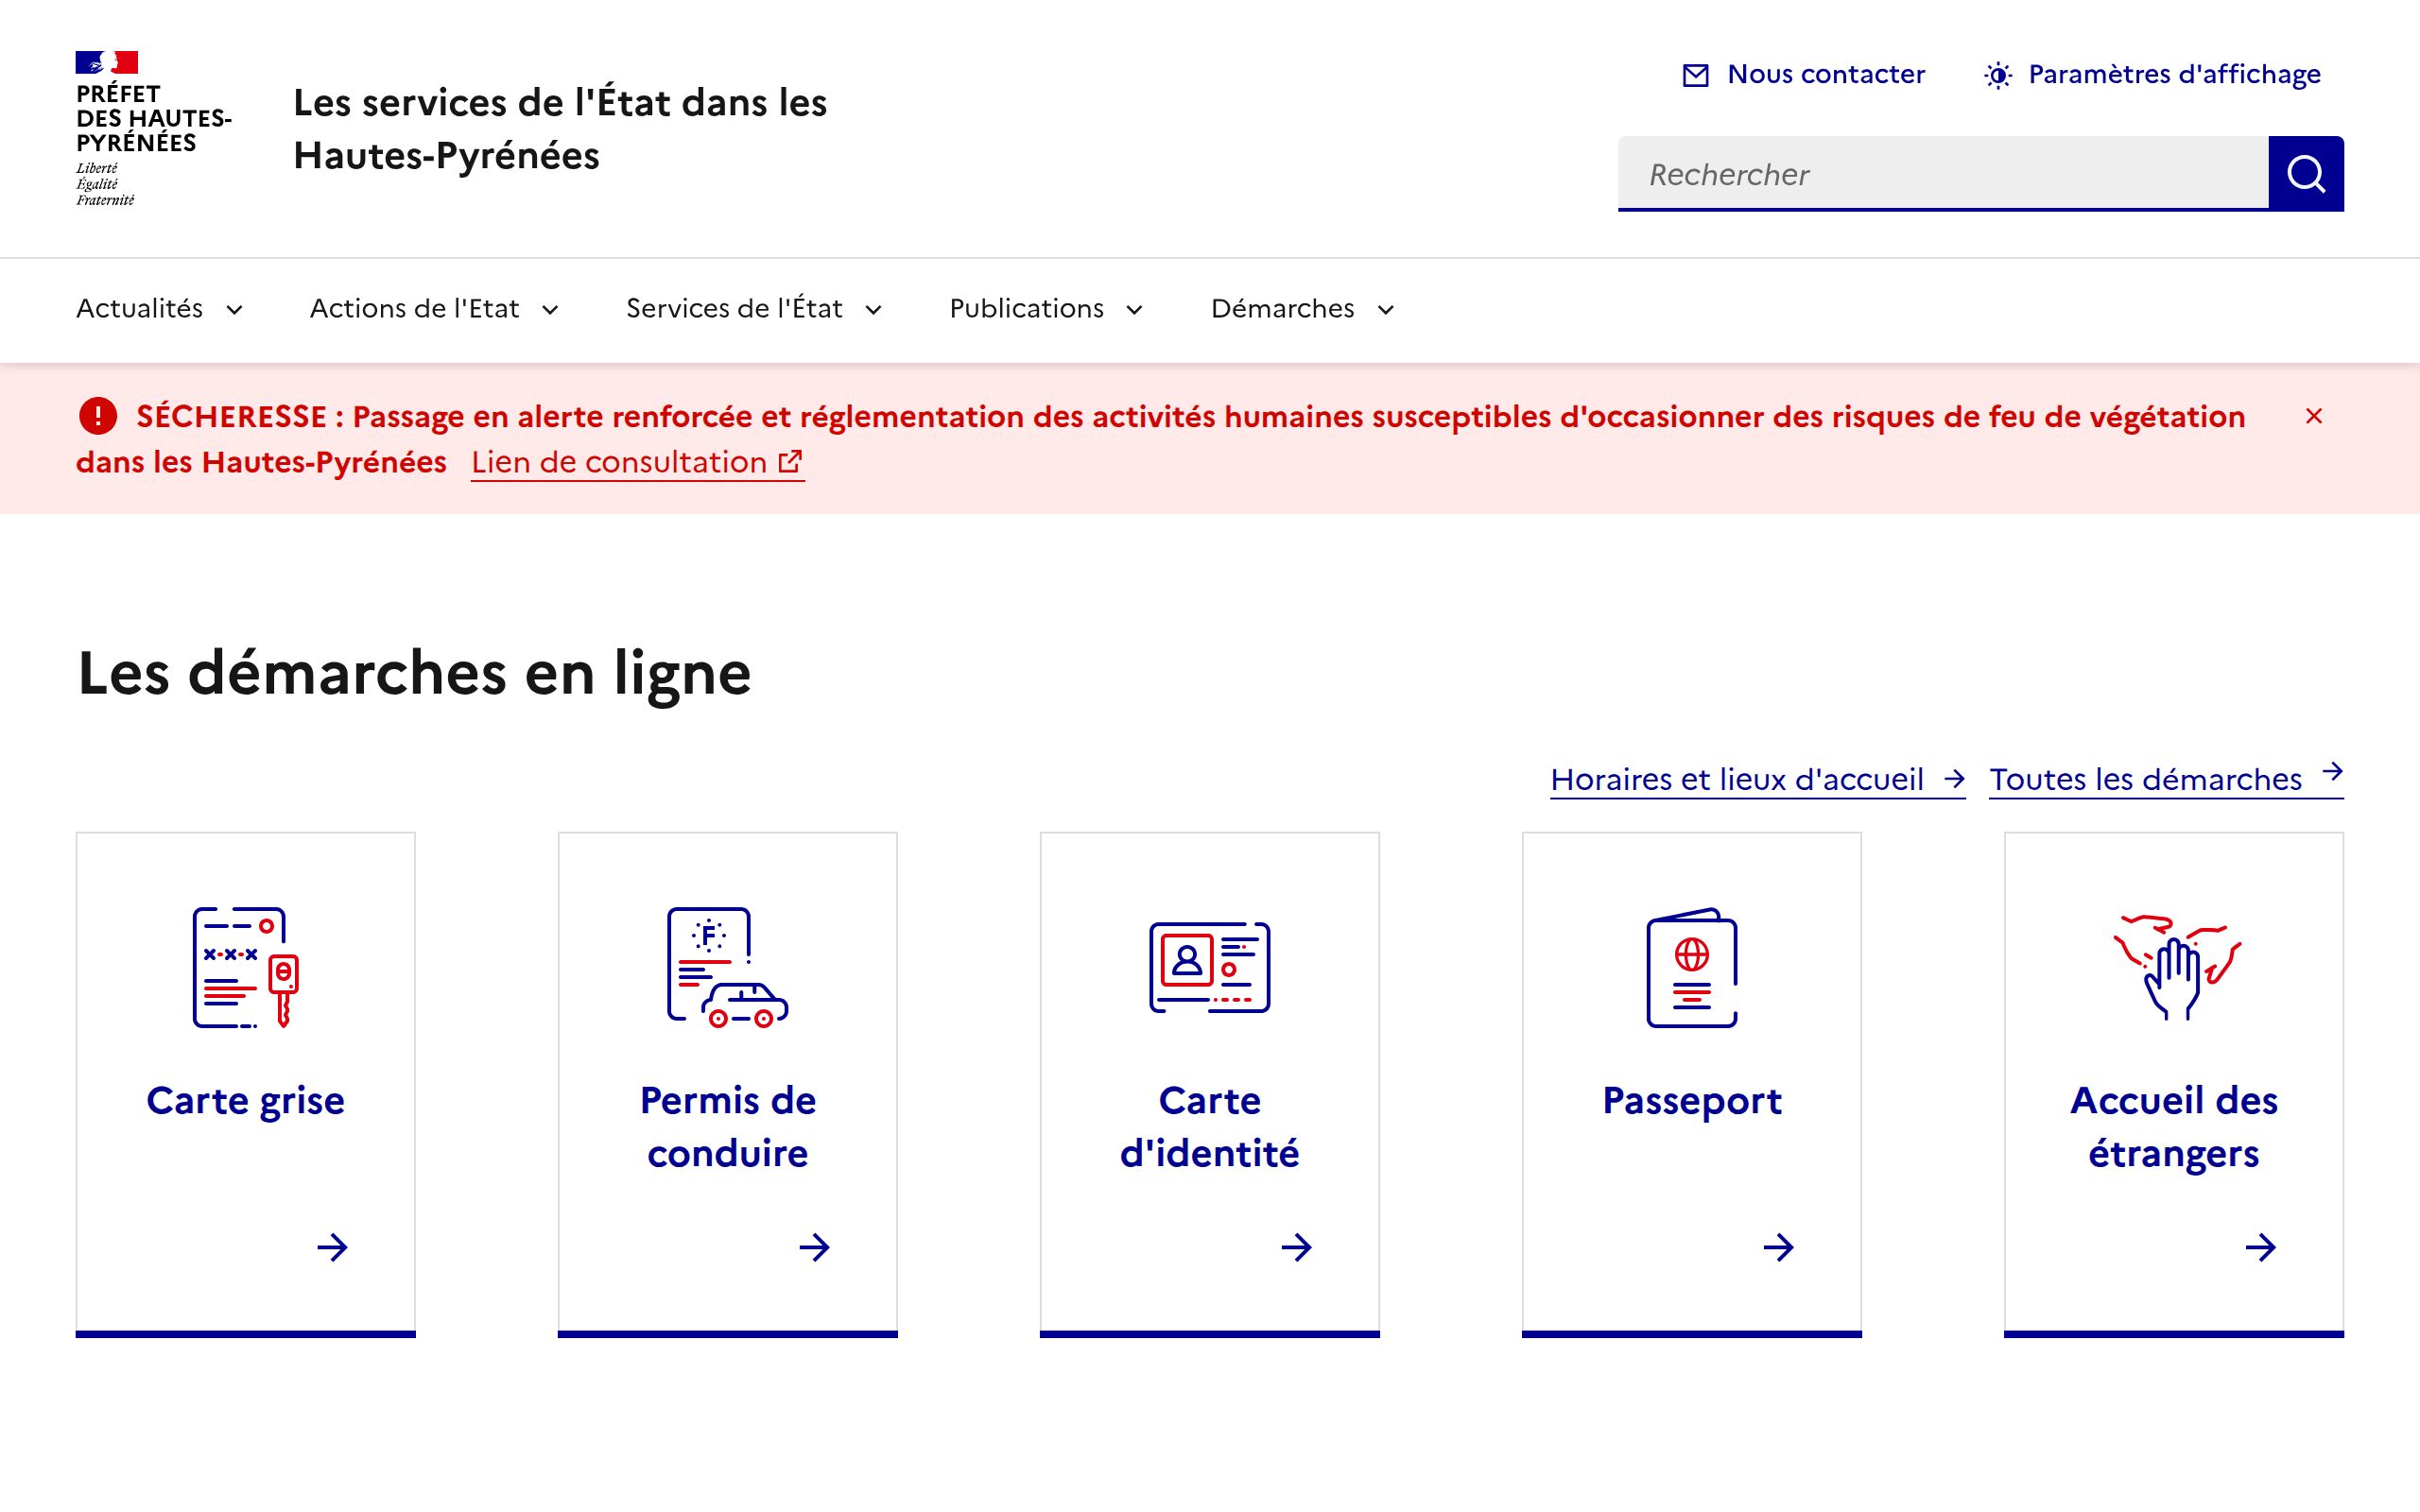 PRÉFET
DES HAUTES-
PYRÉNÉES
Liberté
Égalité
Fraternité
Les services de l'État dans les
Hautes-Pyrénées
Nous contacter
Paramètres d'affichage
Rechercher
Actualités
Actions de l'Etat
Services de l'État
Publications
Démarches
SÉCHERESSE : Passage en alerte renforcée et réglementation des activités humaines susceptibles d'occasionner des risques de feu de végétation
dans les Hautes-Pyrénées Lien de consultation
Les démarches en ligne
Horaires et lieux d'accueil
Toutes les démarches
F
Carte grise
Permis de
conduire
Carte
d'identité
Passeport
Accueil des
étrangers